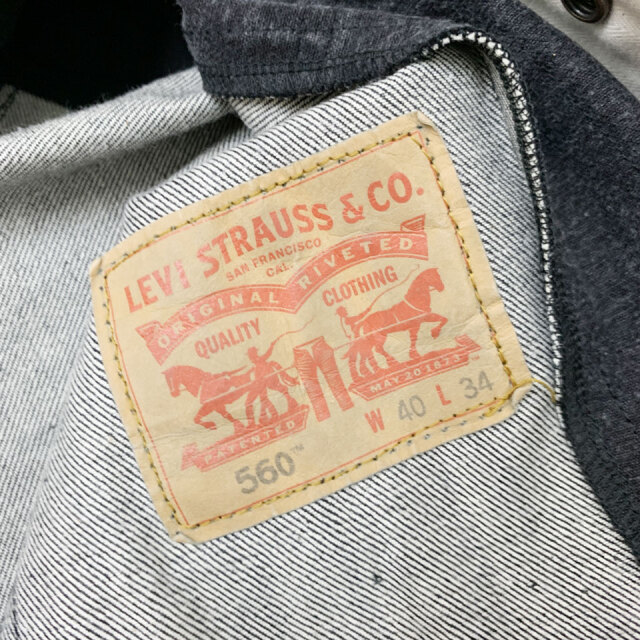 LEVI STRAUSS & CO.
SAN FRANCISCO
CAL.
ORIGINAL RIVETED
QUALITY CLOTHING
PATENTED MAY 20 1873
560™ W 40 L 34